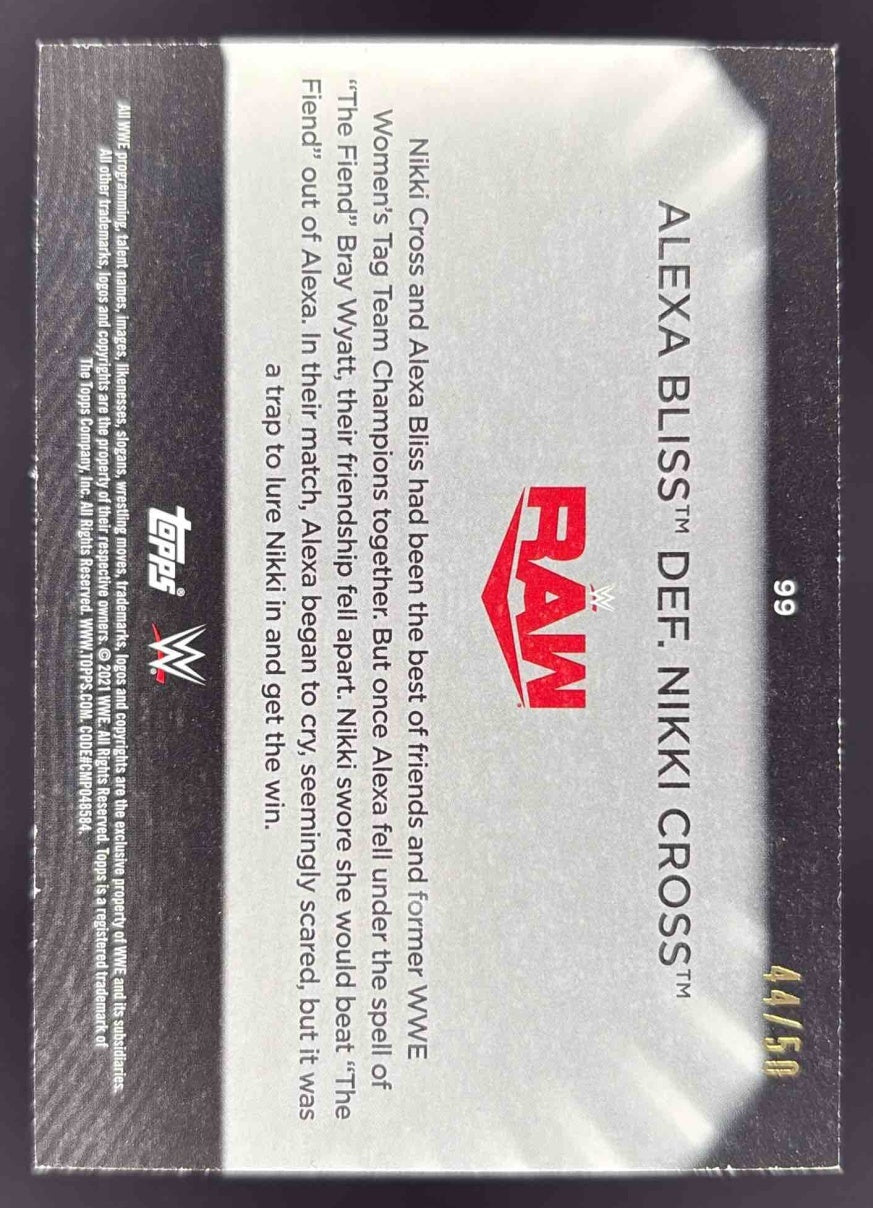 99
44/50
ALEXA BLISS™ DEF. NIKKI CROSS™
W
RAW
Nikki Cross and Alexa Bliss had been the best of friends and former WWE
Women's Tag Team Champions together. But once Alexa fell under the spell of
“The Fiend” Bray Wyatt, their friendship fell apart. Nikki swore she would beat “The
Fiend” out of Alexa. In their match, Alexa began to cry, seemingly scared, but it was
a trap to lure Nikki in and get the win.
topps® W
All WWE programming, talent names, images, likenesses, slogans, wrestling moves, trademarks, logos and copyrights are the exclusive property of WWE and its subsidiaries.
All other trademarks, logos and copyrights are the property of their respective owners. © 2021 WWE. All Rights Reserved. Topps is a registered trademark of
The Topps Company, Inc. All Rights Reserved. WWW.TOPPS.COM. CODE#CMP048584.